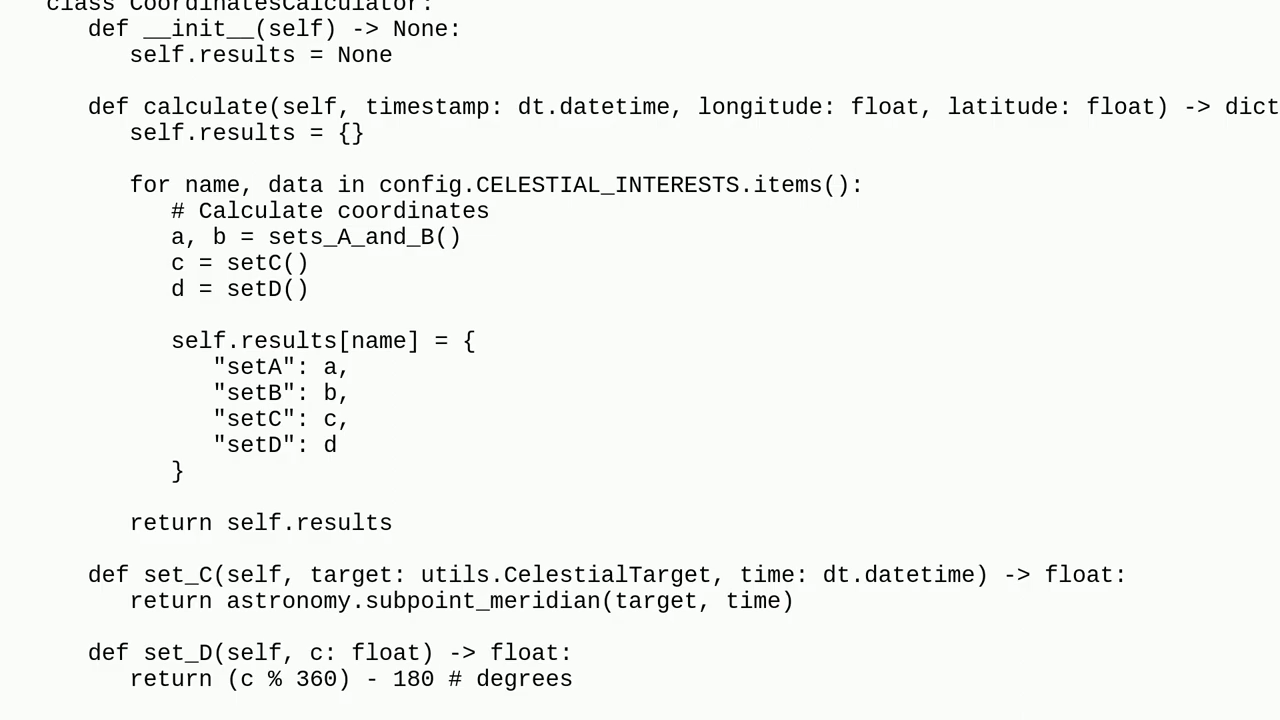 class CoordinatesCalculator:
def __init__(self) -> None:
self.results = None
def calculate(self, timestamp: dt.datetime, longitude: float, latitude: float) -> dict
self.results = {}
for name, data in config.CELESTIAL_INTERESTS.items():
# Calculate coordinates
a, b = sets_A_and_B()
c = setC()
d = setD()
self.results[name] = {
"setA": a,
"setB": b,
"setC": c,
"setD": d
}
return self.results
def set_C(self, target: utils.CelestialTarget, time: dt.datetime) -> float:
return astronomy.subpoint_meridian(target, time)
def set_D(self, c: float) -> float:
return (c % 360) - 180 # degrees